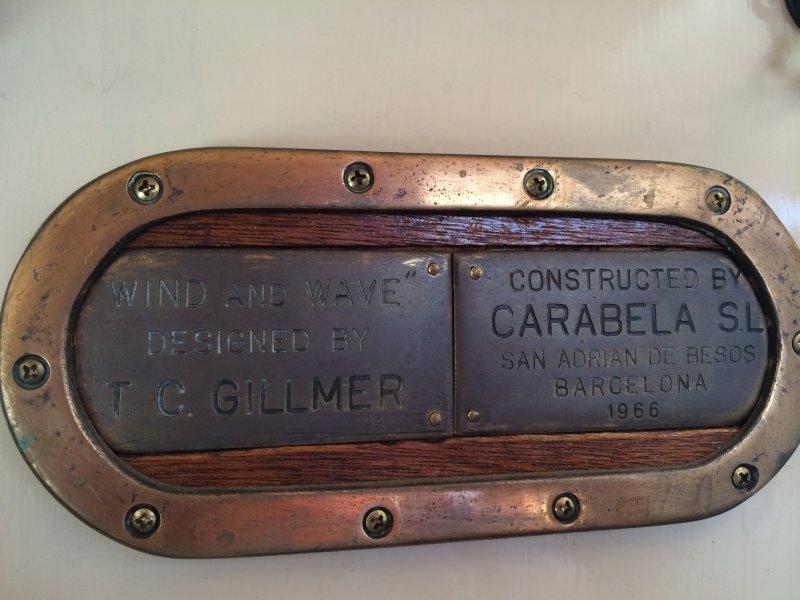 WIND AND WAVE"
DESIGNED BY
T. C. GILLMER
CONSTRUCTED BY
CARABELA S.L
SAN ADRIAN DE BESOS
BARCELONA
1966